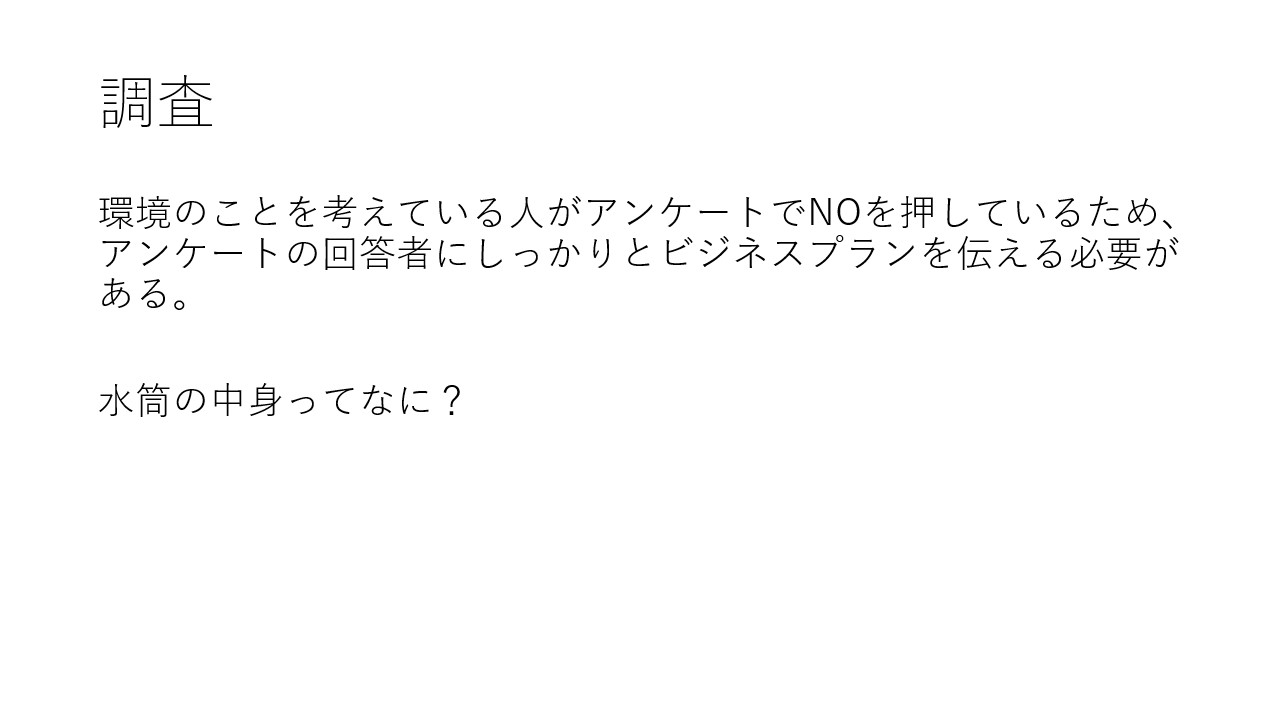 調査
環境のことを考えている人がアンケートでNOを押しているため、
アンケートの回答者にしっかりとビジネスプランを伝える必要が
ある。
水筒の中身ってなに？